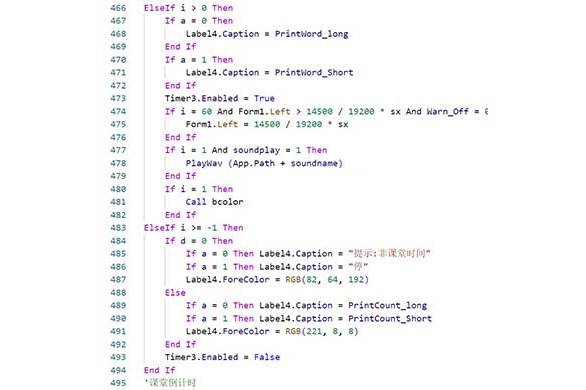 466 ElseIf i > 0 Then
467 If a = 0 Then
468 Label4.Caption = PrintWord_long
469 End If
470 If a = 1 Then
471 Label4.Caption = PrintWord_Short
472 End If
473 Timer3.Enabled = True
474 If i = 60 And Form1.Left > 14500 / 19200 * sx And Warn_Off = 0
475 Form1.Left = 14500 / 19200 * sx
476 End If
477 If i = 1 And soundplay = 1 Then
478 PlayWav (App.Path + soundname)
479 End If
480 If i = 1 Then
481 Call bcolor
482 End If
483 ElseIf i >= -1 Then
484 If d = 0 Then
485 If a = 0 Then Label4.Caption = "提示:非课堂时间"
486 If a = 1 Then Label4.Caption = "停"
487 Label4.ForeColor = RGB(82, 64, 192)
488 Else
489 If a = 0 Then Label4.Caption = PrintCount_long
490 If a = 1 Then Label4.Caption = PrintCount_Short
491 Label4.ForeColor = RGB(221, 8, 8)
492 End If
493 Timer3.Enabled = False
494 End If
495 '课堂倒计时